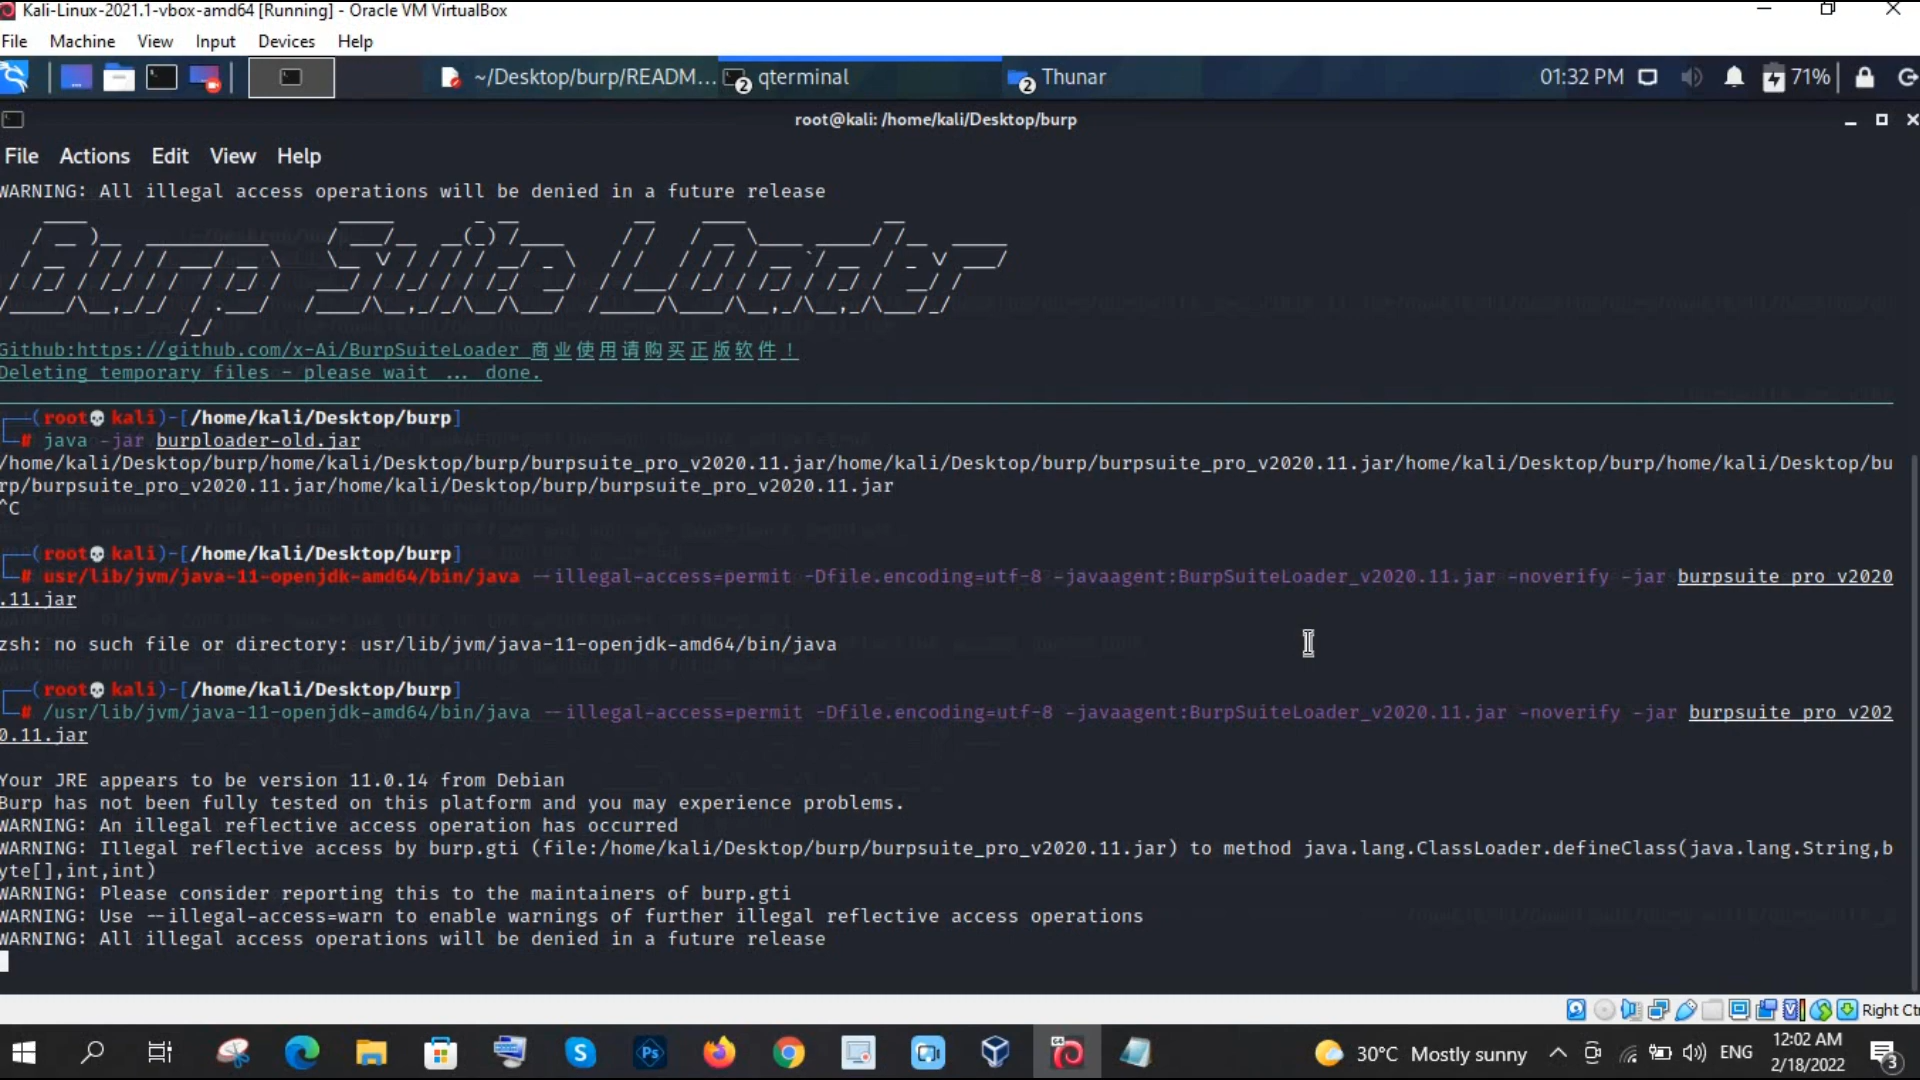 Kali-Linux-2021.1-vbox-amd64 [Running] - Oracle VM VirtualBox
File Machine View Input Devices Help
~/Desktop/burp/READM... 2 qterminal 2 Thunar 01:32 PM 71%
root@kali: /home/kali/Desktop/burp
File Actions Edit View Help
WARNING: All illegal access operations will be denied in a future release
Burp Suite LOader
Github:https://github.com/x-Ai/BurpSuiteLoader 商业使用请购买正版软件！
Deleting temporary files - please wait ... done.
(root💀kali)-[/home/kali/Desktop/burp]
# java -jar burploader-old.jar
/home/kali/Desktop/burp/home/kali/Desktop/burp/burpsuite_pro_v2020.11.jar/home/kali/Desktop/burp/burpsuite_pro_v2020.11.jar/home/kali/Desktop/burp/home/kali/Desktop/bu
rp/burpsuite_pro_v2020.11.jar/home/kali/Desktop/burp/burpsuite_pro_v2020.11.jar
^C
(root💀kali)-[/home/kali/Desktop/burp]
# usr/lib/jvm/java-11-openjdk-amd64/bin/java --illegal-access=permit -Dfile.encoding=utf-8 -javaagent:BurpSuiteLoader_v2020.11.jar -noverify -jar burpsuite_pro_v2020
.11.jar
zsh: no such file or directory: usr/lib/jvm/java-11-openjdk-amd64/bin/java
(root💀kali)-[/home/kali/Desktop/burp]
# /usr/lib/jvm/java-11-openjdk-amd64/bin/java --illegal-access=permit -Dfile.encoding=utf-8 -javaagent:BurpSuiteLoader_v2020.11.jar -noverify -jar burpsuite_pro_v202
0.11.jar
Your JRE appears to be version 11.0.14 from Debian
Burp has not been fully tested on this platform and you may experience problems.
WARNING: An illegal reflective access operation has occurred
WARNING: Illegal reflective access by burp.gti (file:/home/kali/Desktop/burp/burpsuite_pro_v2020.11.jar) to method java.lang.ClassLoader.defineClass(java.lang.String,b
yte[],int,int)
WARNING: Please consider reporting this to the maintainers of burp.gti
WARNING: Use --illegal-access=warn to enable warnings of further illegal reflective access operations
WARNING: All illegal access operations will be denied in a future release
Right Ct
30°C Mostly sunny ENG 12:02 AM
2/18/2022 3